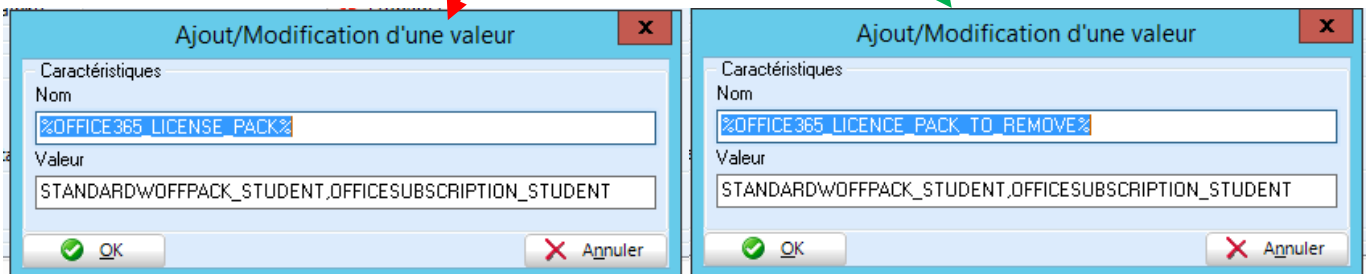 Ajout/Modification d'une valeur
x
Caractéristiques
Nom
%OFFICE365_LICENSE_PACK%
Valeur
STANDARDWOFFPACK_STUDENT,OFFICESUBSCRIPTION_STUDENT
OK
Annuler
Ajout/Modification d'une valeur
x
Caractéristiques
Nom
%OFFICE365_LICENCE_PACK_TO_REMOVE%
Valeur
STANDARDWOFFPACK_STUDENT,OFFICESUBSCRIPTION_STUDENT
OK
Annuler